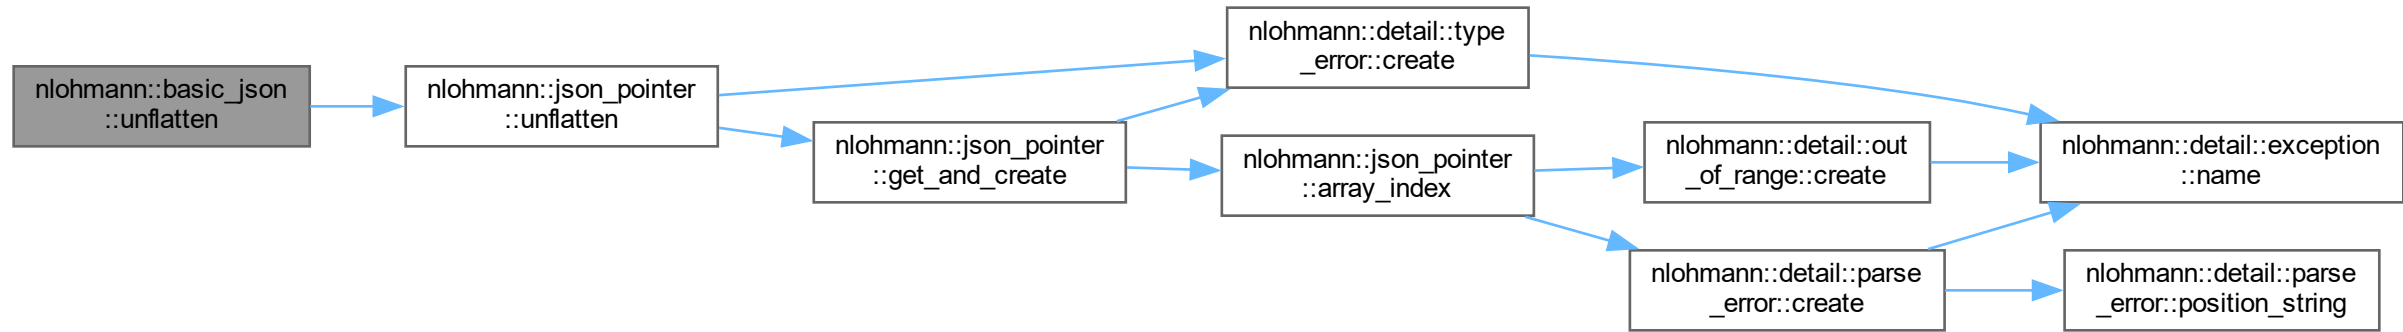 nlohmann::basic_json
::unflatten
nlohmann::json_pointer
::unflatten
nlohmann::detail::type
_error::create
nlohmann::json_pointer
::get_and_create
nlohmann::json_pointer
::array_index
nlohmann::detail::out
_of_range::create
nlohmann::detail::parse
_error::create
nlohmann::detail::exception
::name
nlohmann::detail::parse
_error::position_string